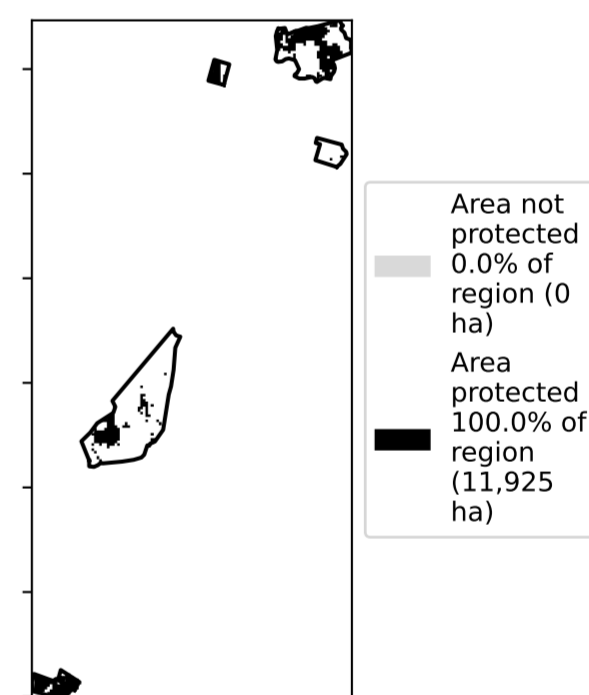 Area not
protected
0.0% of
region (0
ha)
Area
protected
100.0% of
region
(11,925
ha)